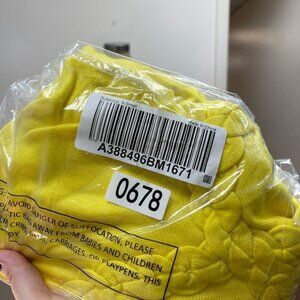 A388496BM1671
0678
AVOID DANGER OF SUFFOCATION, PLEASE
TIC BAG AWAY FROM BABIES AND CHILDREN.
CRIBS, CARRIAGES, OR PLAYPENS. THIS